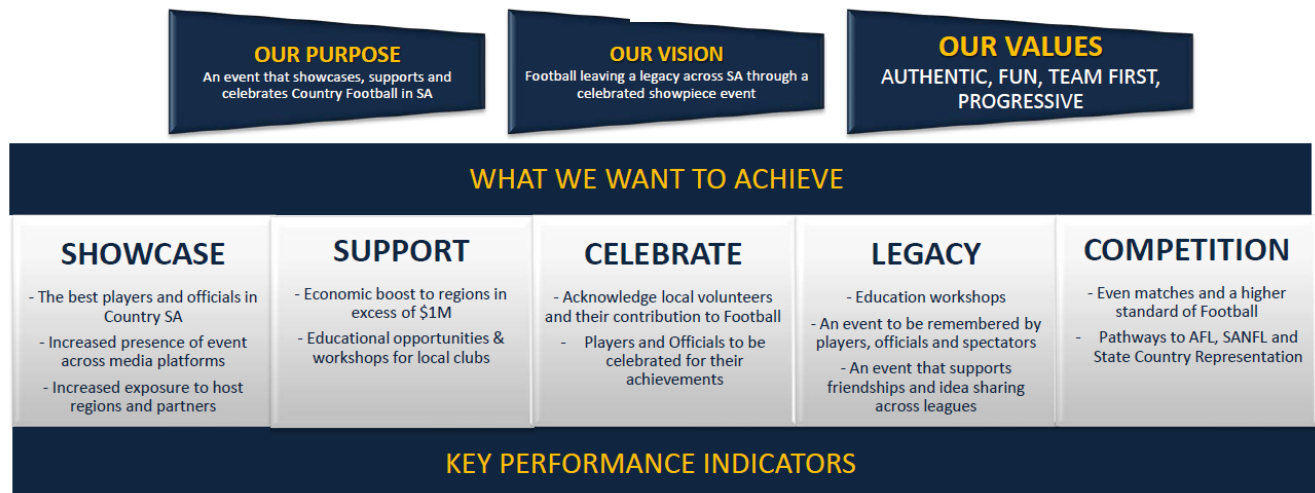 OUR PURPOSE
An event that showcases, supports and
celebrates Country Football in SA
OUR VISION
Football leaving a legacy across SA through a
celebrated showpiece event
OUR VALUES
AUTHENTIC, FUN, TEAM FIRST,
PROGRESSIVE
WHAT WE WANT TO ACHIEVE
SHOWCASE
- The best players and officials in
Country SA
- Increased presence of event
across media platforms
- Increased exposure to host
regions and partners
SUPPORT
- Economic boost to regions in
excess of $1M
- Educational opportunities &
workshops for local clubs
CELEBRATE
- Acknowledge local volunteers
and their contribution to Football
- Players and Officials to be
celebrated for their
achievements
LEGACY
- Education workshops
- An event to be remembered by
players, officials and spectators
- An event that supports
friendships and idea sharing
across leagues
COMPETITION
- Even matches and a higher
standard of Football
- Pathways to AFL, SANFL and
State Country Representation
KEY PERFORMANCE INDICATORS